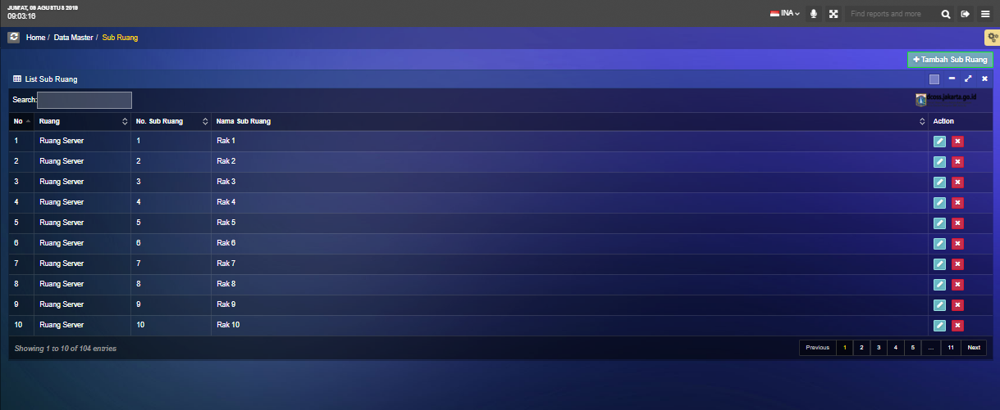 JUM'AT, 09 AGUSTUS 2019
09:03:16
INA
Find reports and more
Home / Data Master / Sub Ruang
Tambah Sub Ruang
List Sub Ruang
Search:
jcoss.jakarta.go.id
No Ruang No. Sub Ruang Nama Sub Ruang Action
1 Ruang Server 1 Rak 1
2 Ruang Server 2 Rak 2
3 Ruang Server 3 Rak 3
4 Ruang Server 4 Rak 4
5 Ruang Server 5 Rak 5
6 Ruang Server 6 Rak 6
7 Ruang Server 7 Rak 7
8 Ruang Server 8 Rak 8
9 Ruang Server 9 Rak 9
10 Ruang Server 10 Rak 10
Showing 1 to 10 of 104 entries
Previous 1 2 3 4 5 ... 11 Next